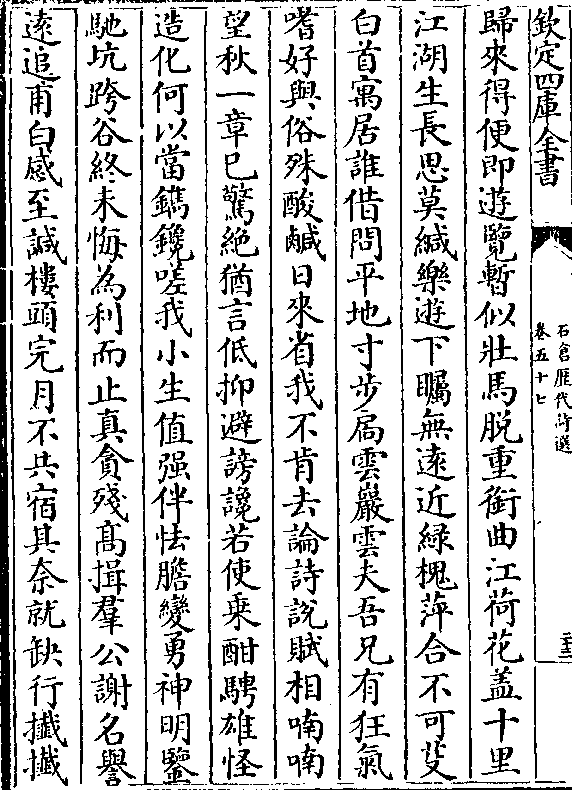 欽定四庫全書
石倉歷代詩選
卷五十七
歸來得便即遊覽暫似壯馬脫重銜曲江荷花蓋十里
江湖生長思莫緘樂遊下矚無遠近綠槐萍合不可芟
白首寓居誰借問平地寸步扄雲巖雲夫吾兄有狂氣
嗜好與俗殊酸鹹日來省我不肯去論詩說賦相喃喃
望秋一章已驚絕猶言低抑避謗讒若使乗酣騁雄怪
造化何以當鐫鑱嗟我小生值强伴怯膽變勇神明鑒
馳坑跨谷終未悔為利而止真貪殘髙揖羣公謝名譽
遠追甫白感至諴樓頭完月不共宿其奈就缺行攕攕